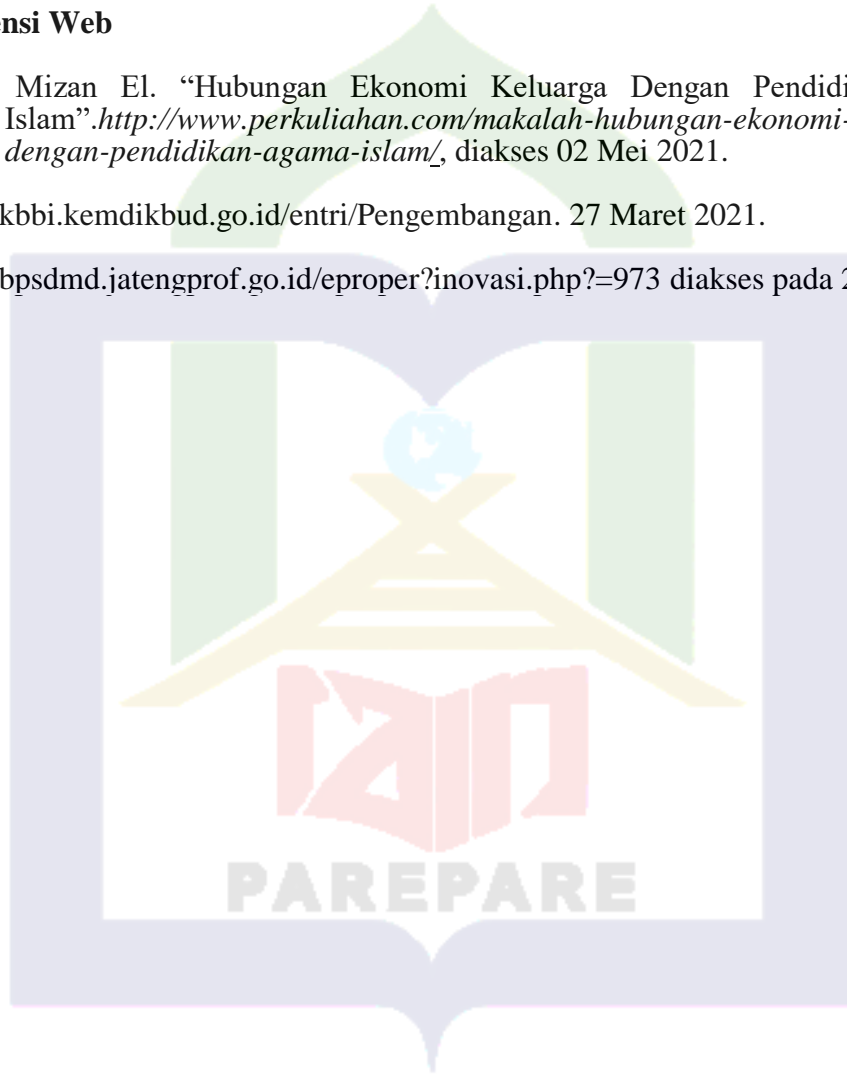 ensi Web
Mizan El. “Hubungan Ekonomi Keluarga Dengan Pendidi
Islam”.http://www.perkuliahan.com/makalah-hubungan-ekonomi-
dengan-pendidikan-agama-islam/, diakses 02 Mei 2021.
kbbi.kemdikbud.go.id/entri/Pengembangan. 27 Maret 2021.
bpsdmd.jatengprof.go.id/eproper?inovasi.php?=973 diakses pada 2
iain
PAREPARE